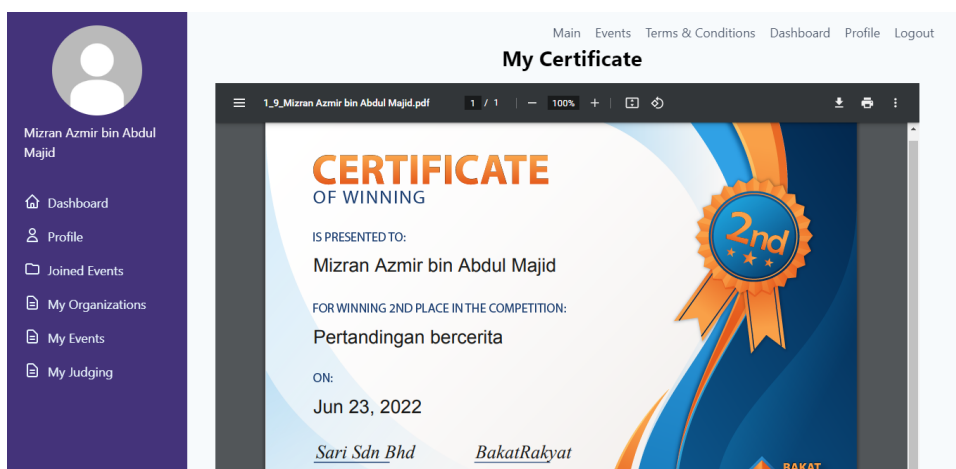 Main Events Terms & Conditions Dashboard Profile Logout
My Certificate
Mizran Azmir bin Abdul
Majid
Dashboard
Profile
Joined Events
My Organizations
My Events
My Judging
1_9_Mizran Azmir bin Abdul Majid.pdf 1 / 1 100%
CERTIFICATE
OF WINNING
2nd
IS PRESENTED TO:
Mizran Azmir bin Abdul Majid
FOR WINNING 2ND PLACE IN THE COMPETITION:
Pertandingan bercerita
ON:
Jun 23, 2022
Sari Sdn Bhd BakatRakyat
BAKAT